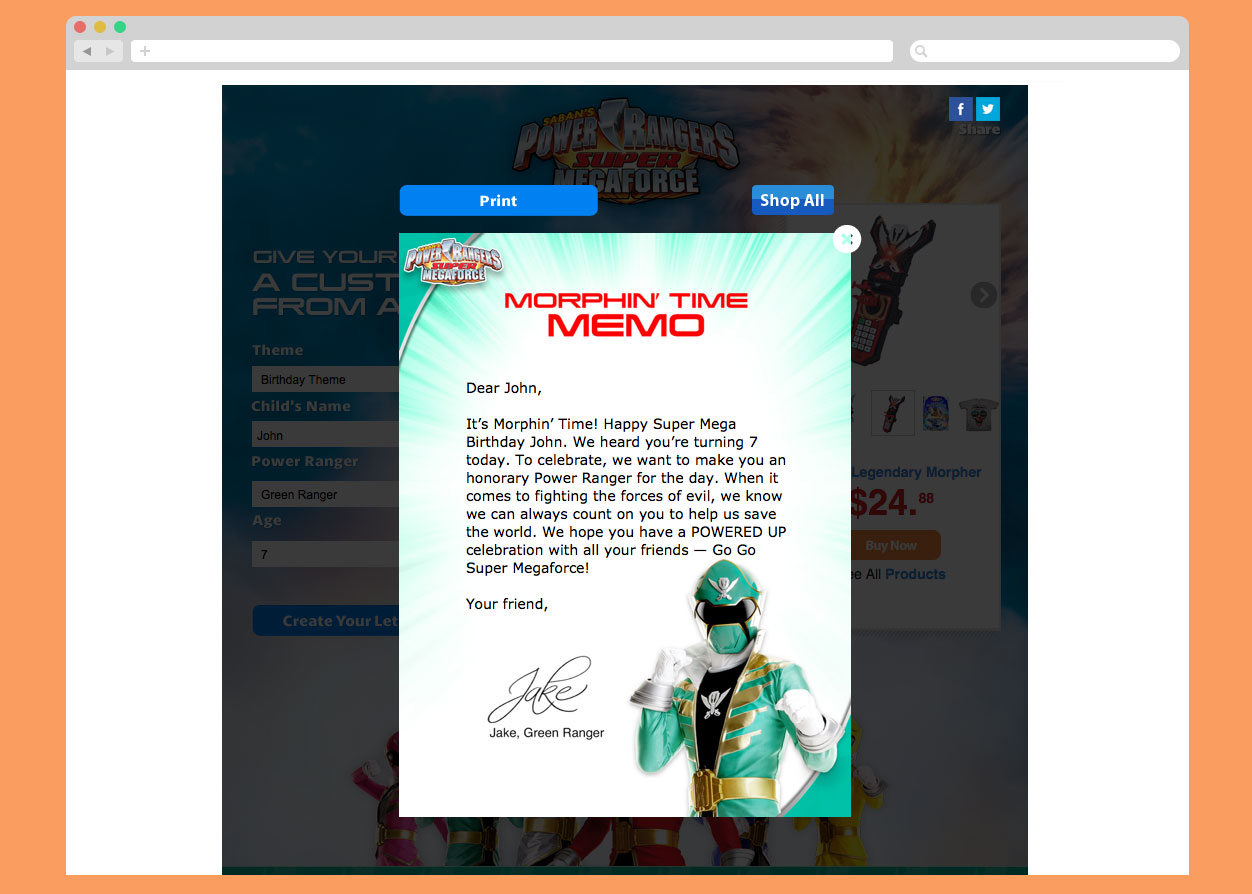 SABAN'S
POWER RANGERS
SUPER
MEGAFORCE
f
Share
Print
Shop All
GIVE YOUR
A CUST
FROM A
Theme
Birthday Theme
Child's Name
John
Power Ranger
Green Ranger
Age
7
Create Your Let
POWER RANGERS
SUPER
MEGAFORCE
MORPHIN' TIME
MEMO
Dear John,
It’s Morphin’ Time! Happy Super Mega
Birthday John. We heard you’re turning 7
today. To celebrate, we want to make you an
honorary Power Ranger for the day. When it
comes to fighting the forces of evil, we know
we can always count on you to help us save
the world. We hope you have a POWERED UP
celebration with all your friends — Go Go
Super Megaforce!
Your friend,
Jake
Jake, Green Ranger
Legendary Morpher
$24.88
Buy Now
ee All Products